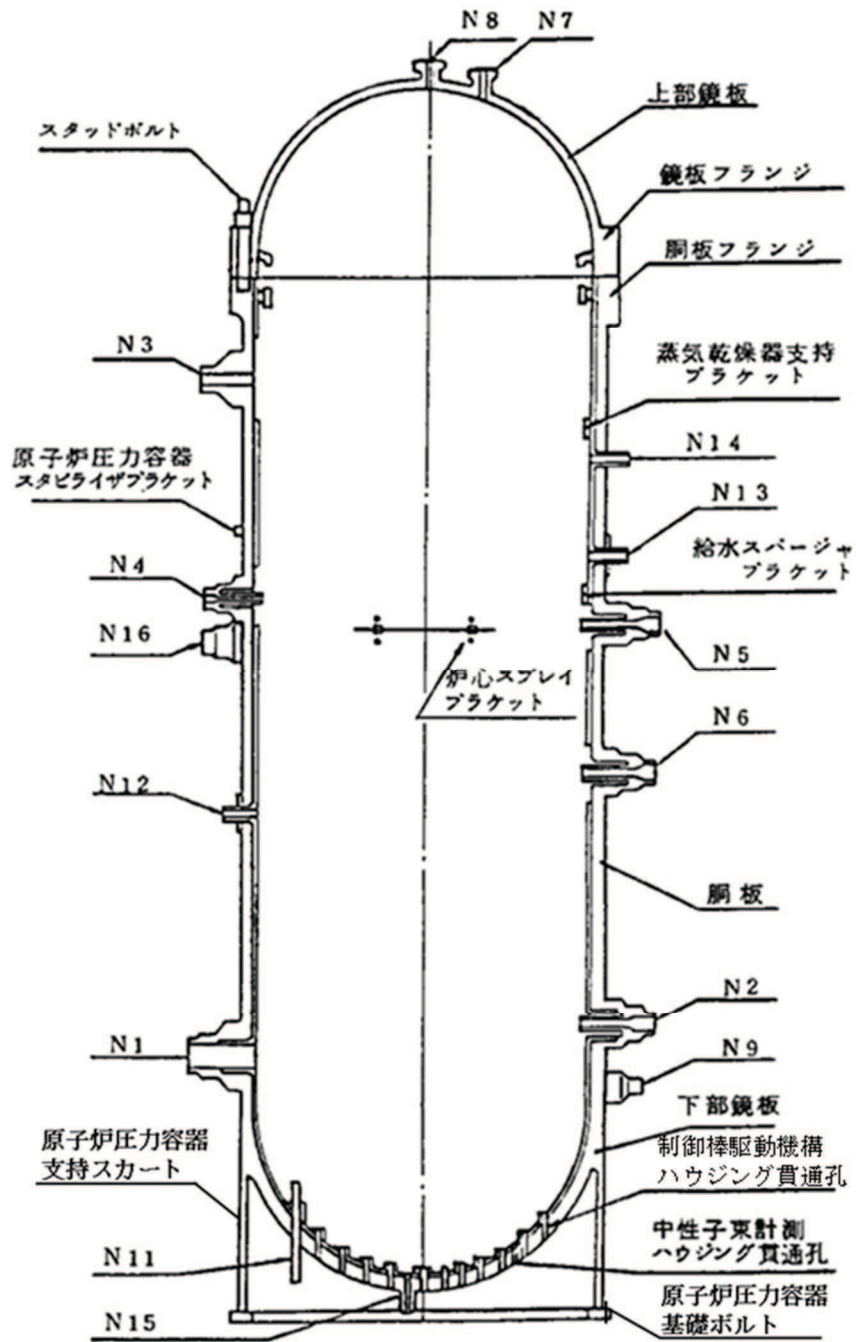 N8
N7
上部鏡板
スタッドボルト
鏡板フランジ
胴板フランジ
N3
蒸気乾燥器支持
ブラケット
原子炉圧力容器
スタビライザブラケット
N14
N13
給水スパージャ
ブラケット
N4
N16
N5
炉心スプレイ
ブラケット
N6
N12
胴板
N2
N1
N9
下部鏡板
原子炉圧力容器
支持スカート
制御棒駆動機構
ハウジング貫通孔
中性子束計測
ハウジング貫通孔
N11
原子炉圧力容器
基礎ボルト
N15